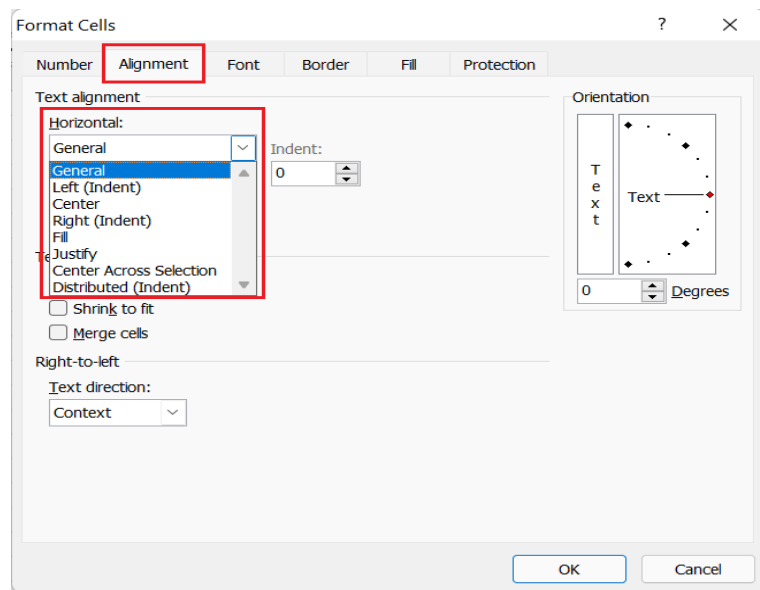 Format Cells ? ×
Number Alignment Font Border Fill Protection
Text alignment
Horizontal:
General
Indent:
0
General
Left (Indent)
Center
Right (Indent)
Fill
Justify
Center Across Selection
Distributed (Indent)
Shrink to fit
Merge cells
Right-to-left
Text direction:
Context
Orientation
Text
Text
0 Degrees
OK Cancel